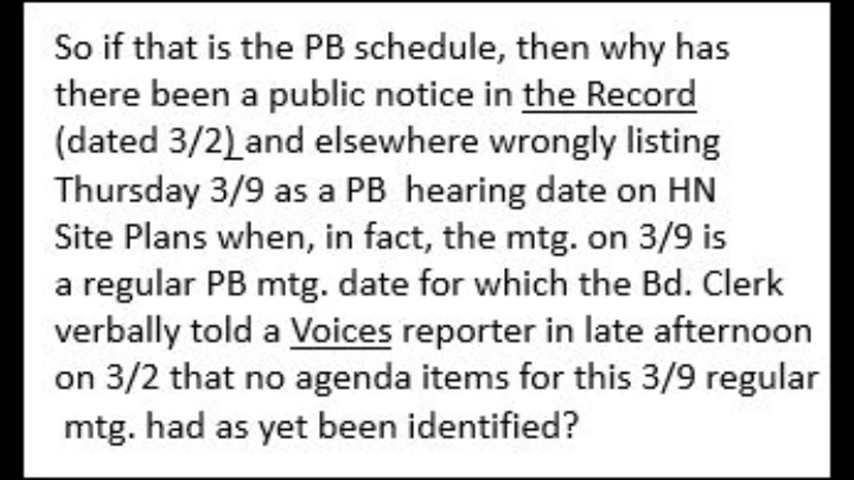 So if that is the PB schedule, then why has
there been a public notice in the Record
(dated 3/2) and elsewhere wrongly listing
Thursday 3/9 as a PB  hearing date on HN
Site Plans when, in fact, the mtg. on 3/9 is
a regular PB mtg. date for which the Bd. Clerk
verbally told a Voices reporter in late afternoon
on 3/2 that no agenda items for this 3/9 regular
mtg. had as yet been identified?